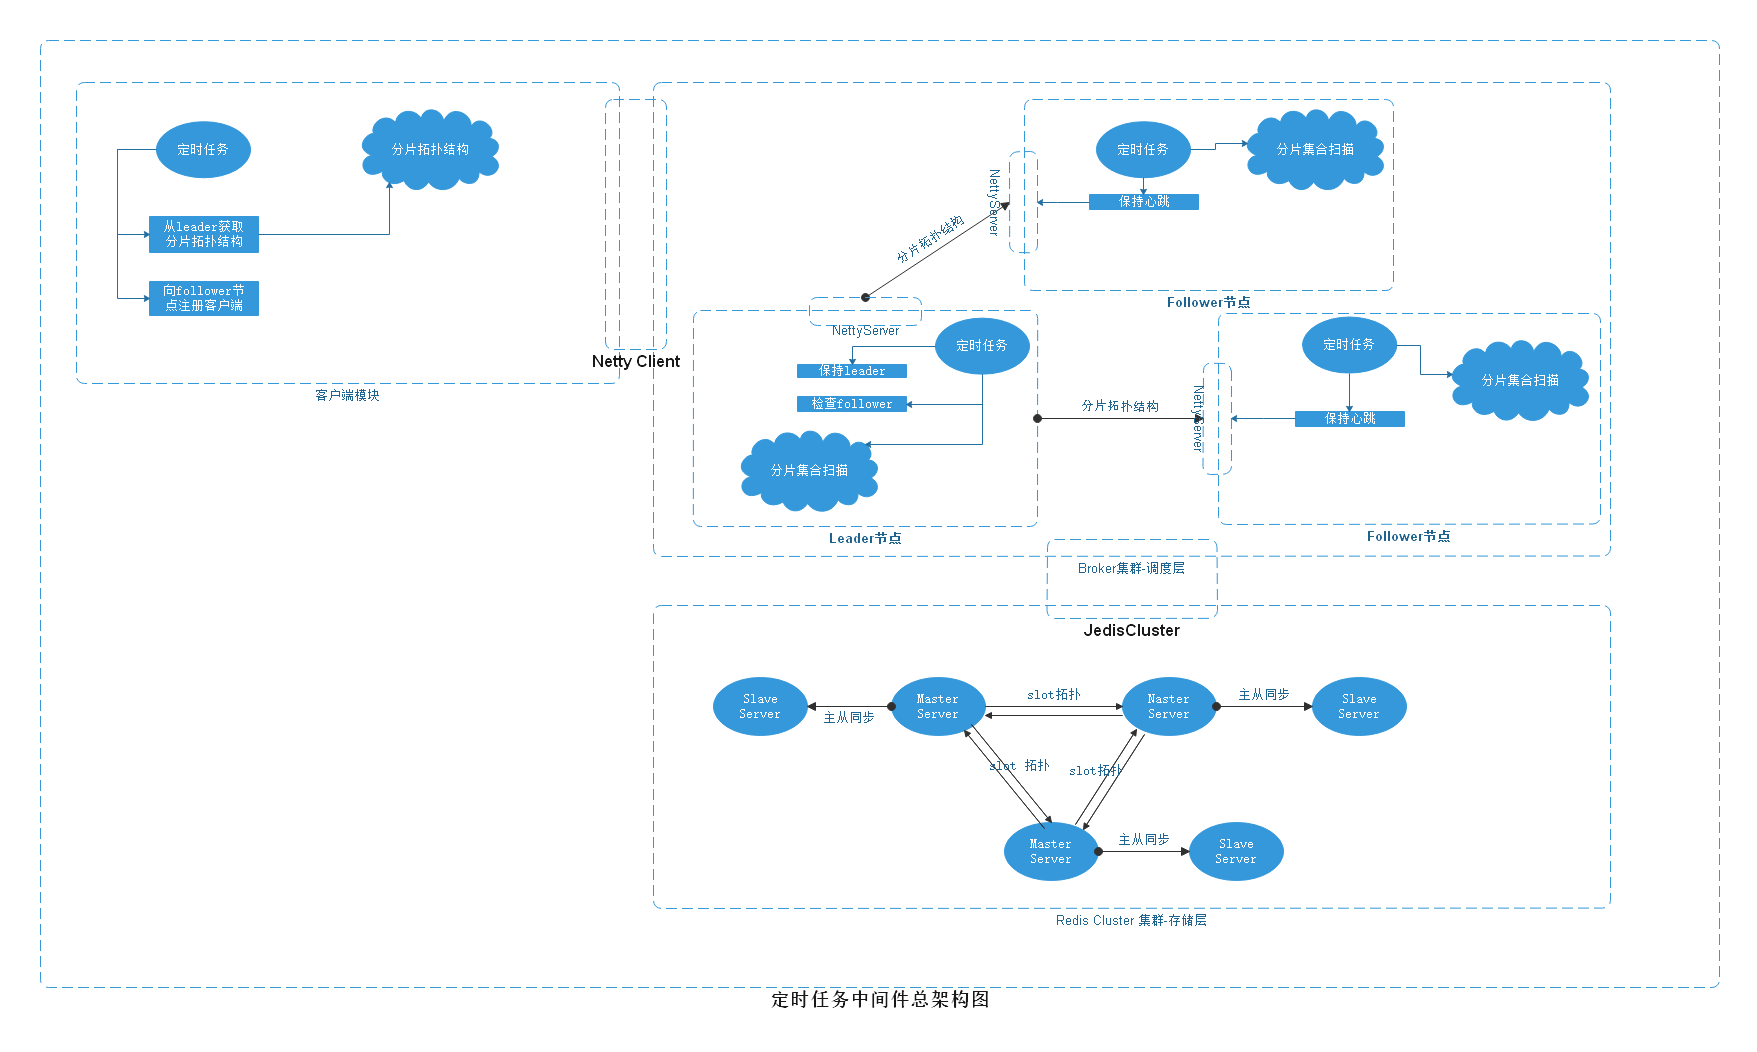 定时任务
分片拓扑结构
从leader获取
分片拓扑结构
向follower节
点注册客户端
客户端模块
Netty Client
定时任务
分片集合扫描
保持心跳
NettyServer
Follower节点
分片拓扑结构
NettyServer
定时任务
保持leader
检查follower
分片集合扫描
Leader节点
分片拓扑结构
NettyServer
定时任务
分片集合扫描
保持心跳
Follower节点
Broker集群-调度层
JedisCluster
Slave
Server
主从同步
Master
Server
slot拓扑
Naster
Server
主从同步
Slave
Server
slot 拓扑
slot拓扑
Master
Server
主从同步
Slave
Server
Redis Cluster 集群-存储层
定时任务中间件总架构图